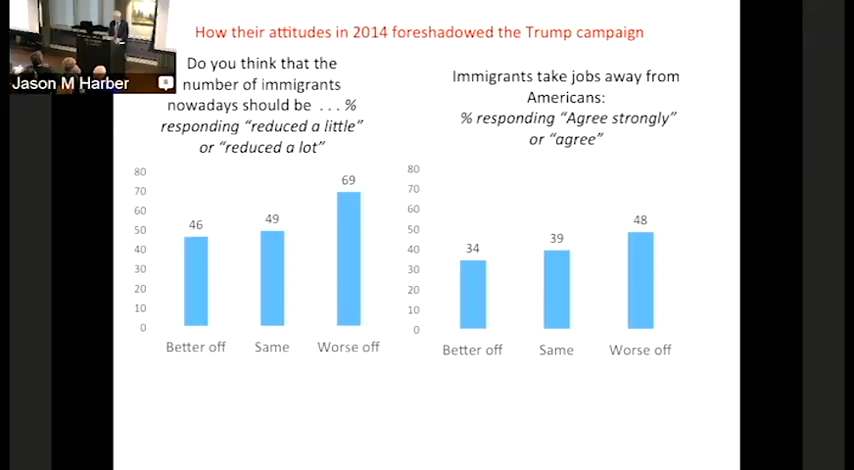 How their attitudes in 2014 foreshadowed the Trump campaign
Jason M Harber
Do you think that the
number of immigrants
nowadays should be . . . %
responding “reduced a little”
or “reduced a lot”
80
70
60
50
40
30
20
10
0
46
49
69
Better off
Same
Worse off
Immigrants take jobs away from
Americans:
% responding “Agree strongly”
or “agree”
80
70
60
50
40
30
20
10
0
34
39
48
Better off
Same
Worse off